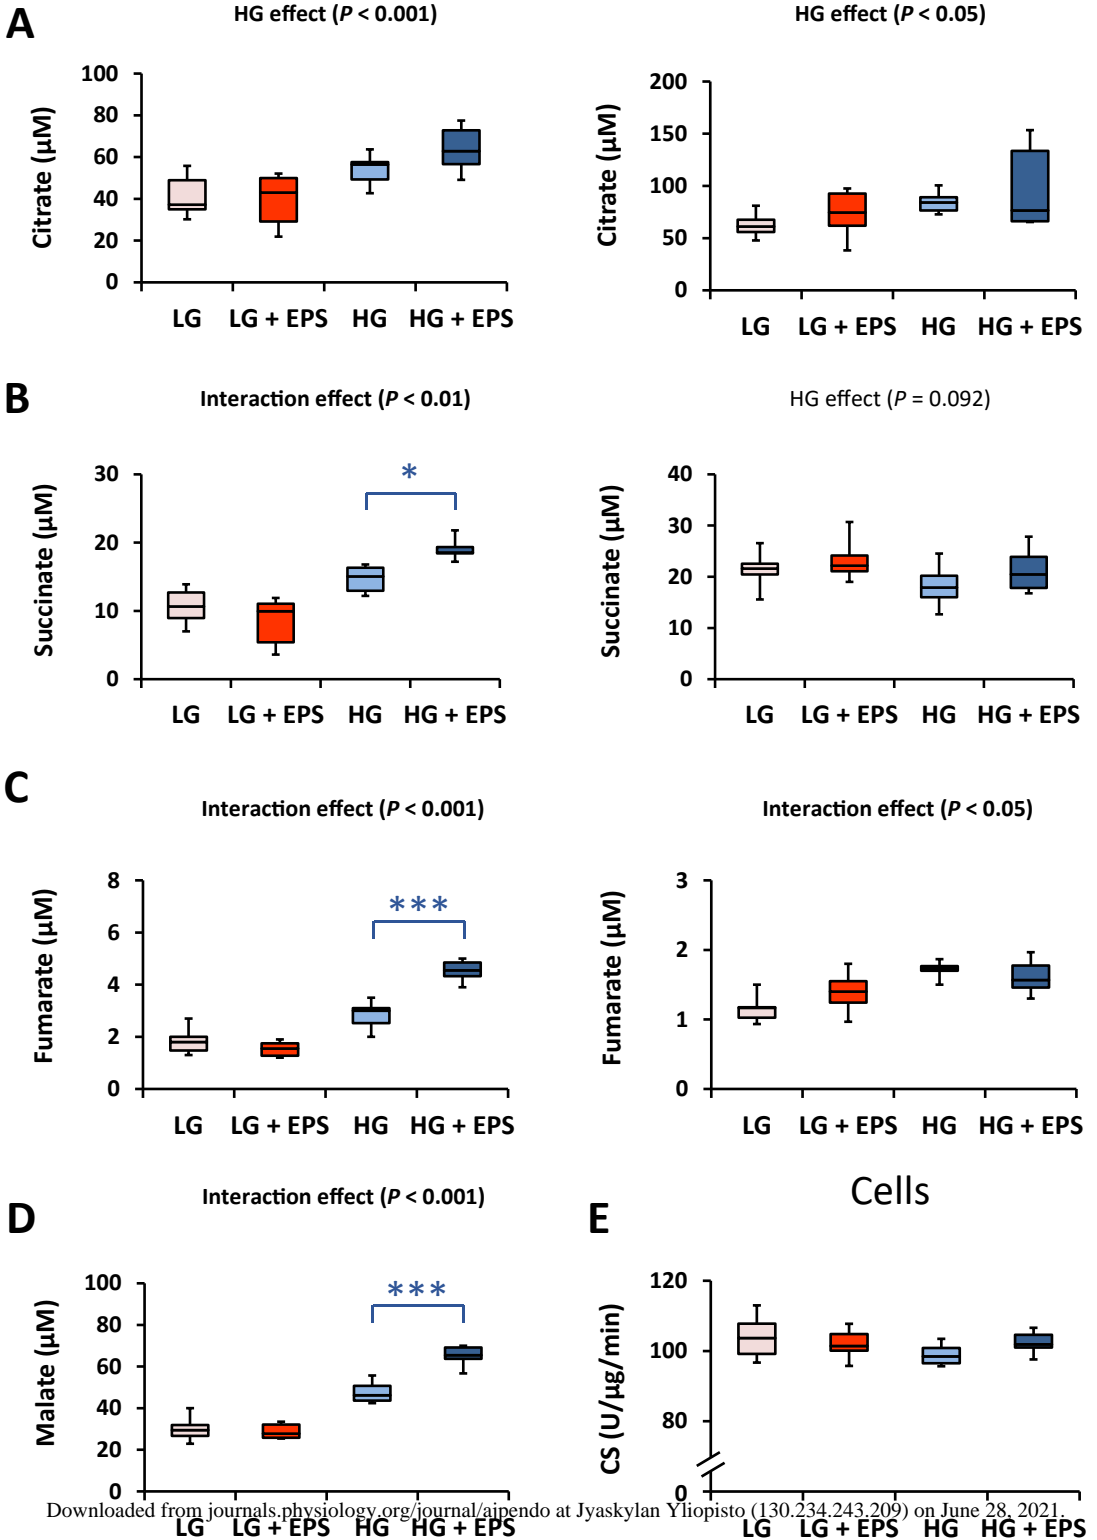 A
HG effect (P < 0.001)
HG effect (P < 0.05)
Citrate (µM)
100
80
60
40
20
0
LG LG + EPS HG HG + EPS
Citrate (µM)
200
150
100
50
0
LG LG + EPS HG HG + EPS
B
Interaction effect (P < 0.01)
HG effect (P = 0.092)
Succinate (µM)
30
20
10
0
*
LG LG + EPS HG HG + EPS
Succinate (µM)
40
30
20
10
0
LG LG + EPS HG HG + EPS
C
Interaction effect (P < 0.001)
Interaction effect (P < 0.05)
Fumarate (µM)
8
6
4
2
0
***
LG LG + EPS HG HG + EPS
Fumarate (µM)
3
2
1
0
LG LG + EPS HG HG + EPS
D
Interaction effect (P < 0.001)
Malate (µM)
100
80
60
40
20
0
***
LG LG + EPS HG HG + EPS
E
Cells
CS (U/µg/min)
120
100
80
0
LG LG + EPS HG HG + EPS
Downloaded from journals.physiology.org/journal/ajpendo at Jyaskylan Yliopisto (130.234.243.209) on June 28, 2021.